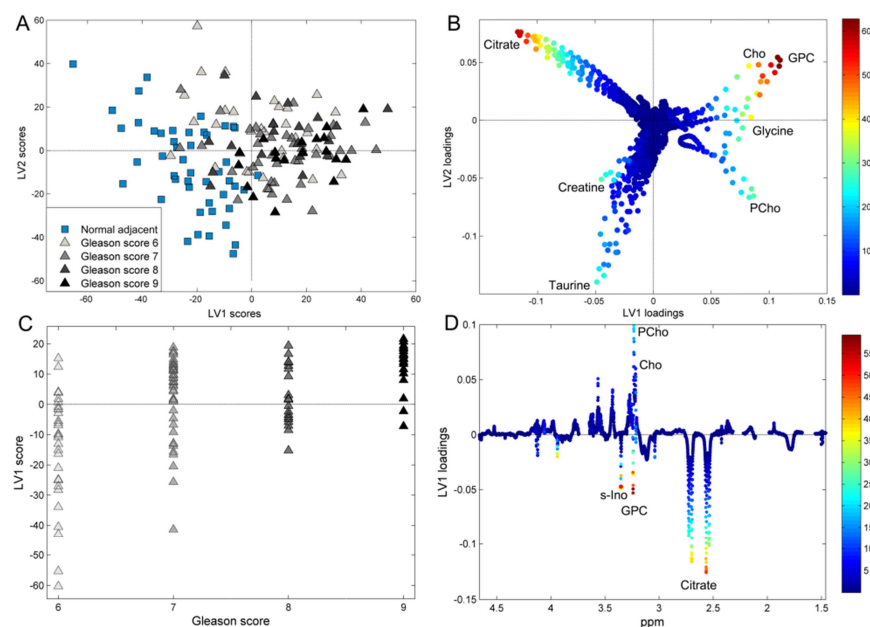 A
60
40
20
0
-20
-40
-60
LV2 scores
Normal adjacent
Gleason score 6
Gleason score 7
Gleason score 8
Gleason score 9
-60 -40 -20 0 20 40 60
LV1 scores
B
0.05
0
-0.05
-0.1
LV2 loadings
Citrate
Cho
GPC
Glycine
Creatine
PCho
Taurine
-0.1 -0.05 0 0.05 0.1 0.15
LV1 loadings
60
50
40
30
20
10
0
C
20
10
0
-10
-20
-30
-40
-50
-60
LV1 score
6 7 8 9
Gleason score
D
0.1
0.05
0
-0.05
-0.1
-0.15
LV1 loadings
PCho
Cho
s-Ino
GPC
Citrate
4.5 4 3.5 3 2.5 2 1.5
ppm
55
50
45
40
35
30
25
20
15
10
5